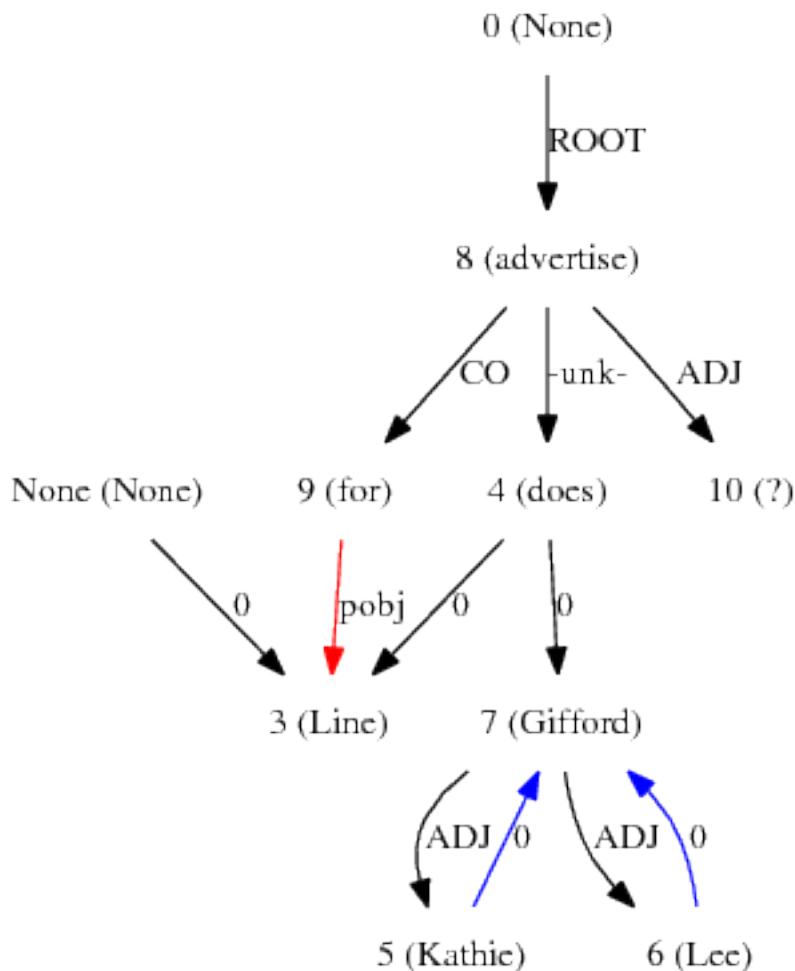 0 (None)
ROOT
8 (advertise)
CO -unk- ADJ
None (None) 9 (for) 4 (does) 10 (?)
0 pobj 0 0
3 (Line) 7 (Gifford)
ADJ 0 ADJ 0
5 (Kathie) 6 (Lee)